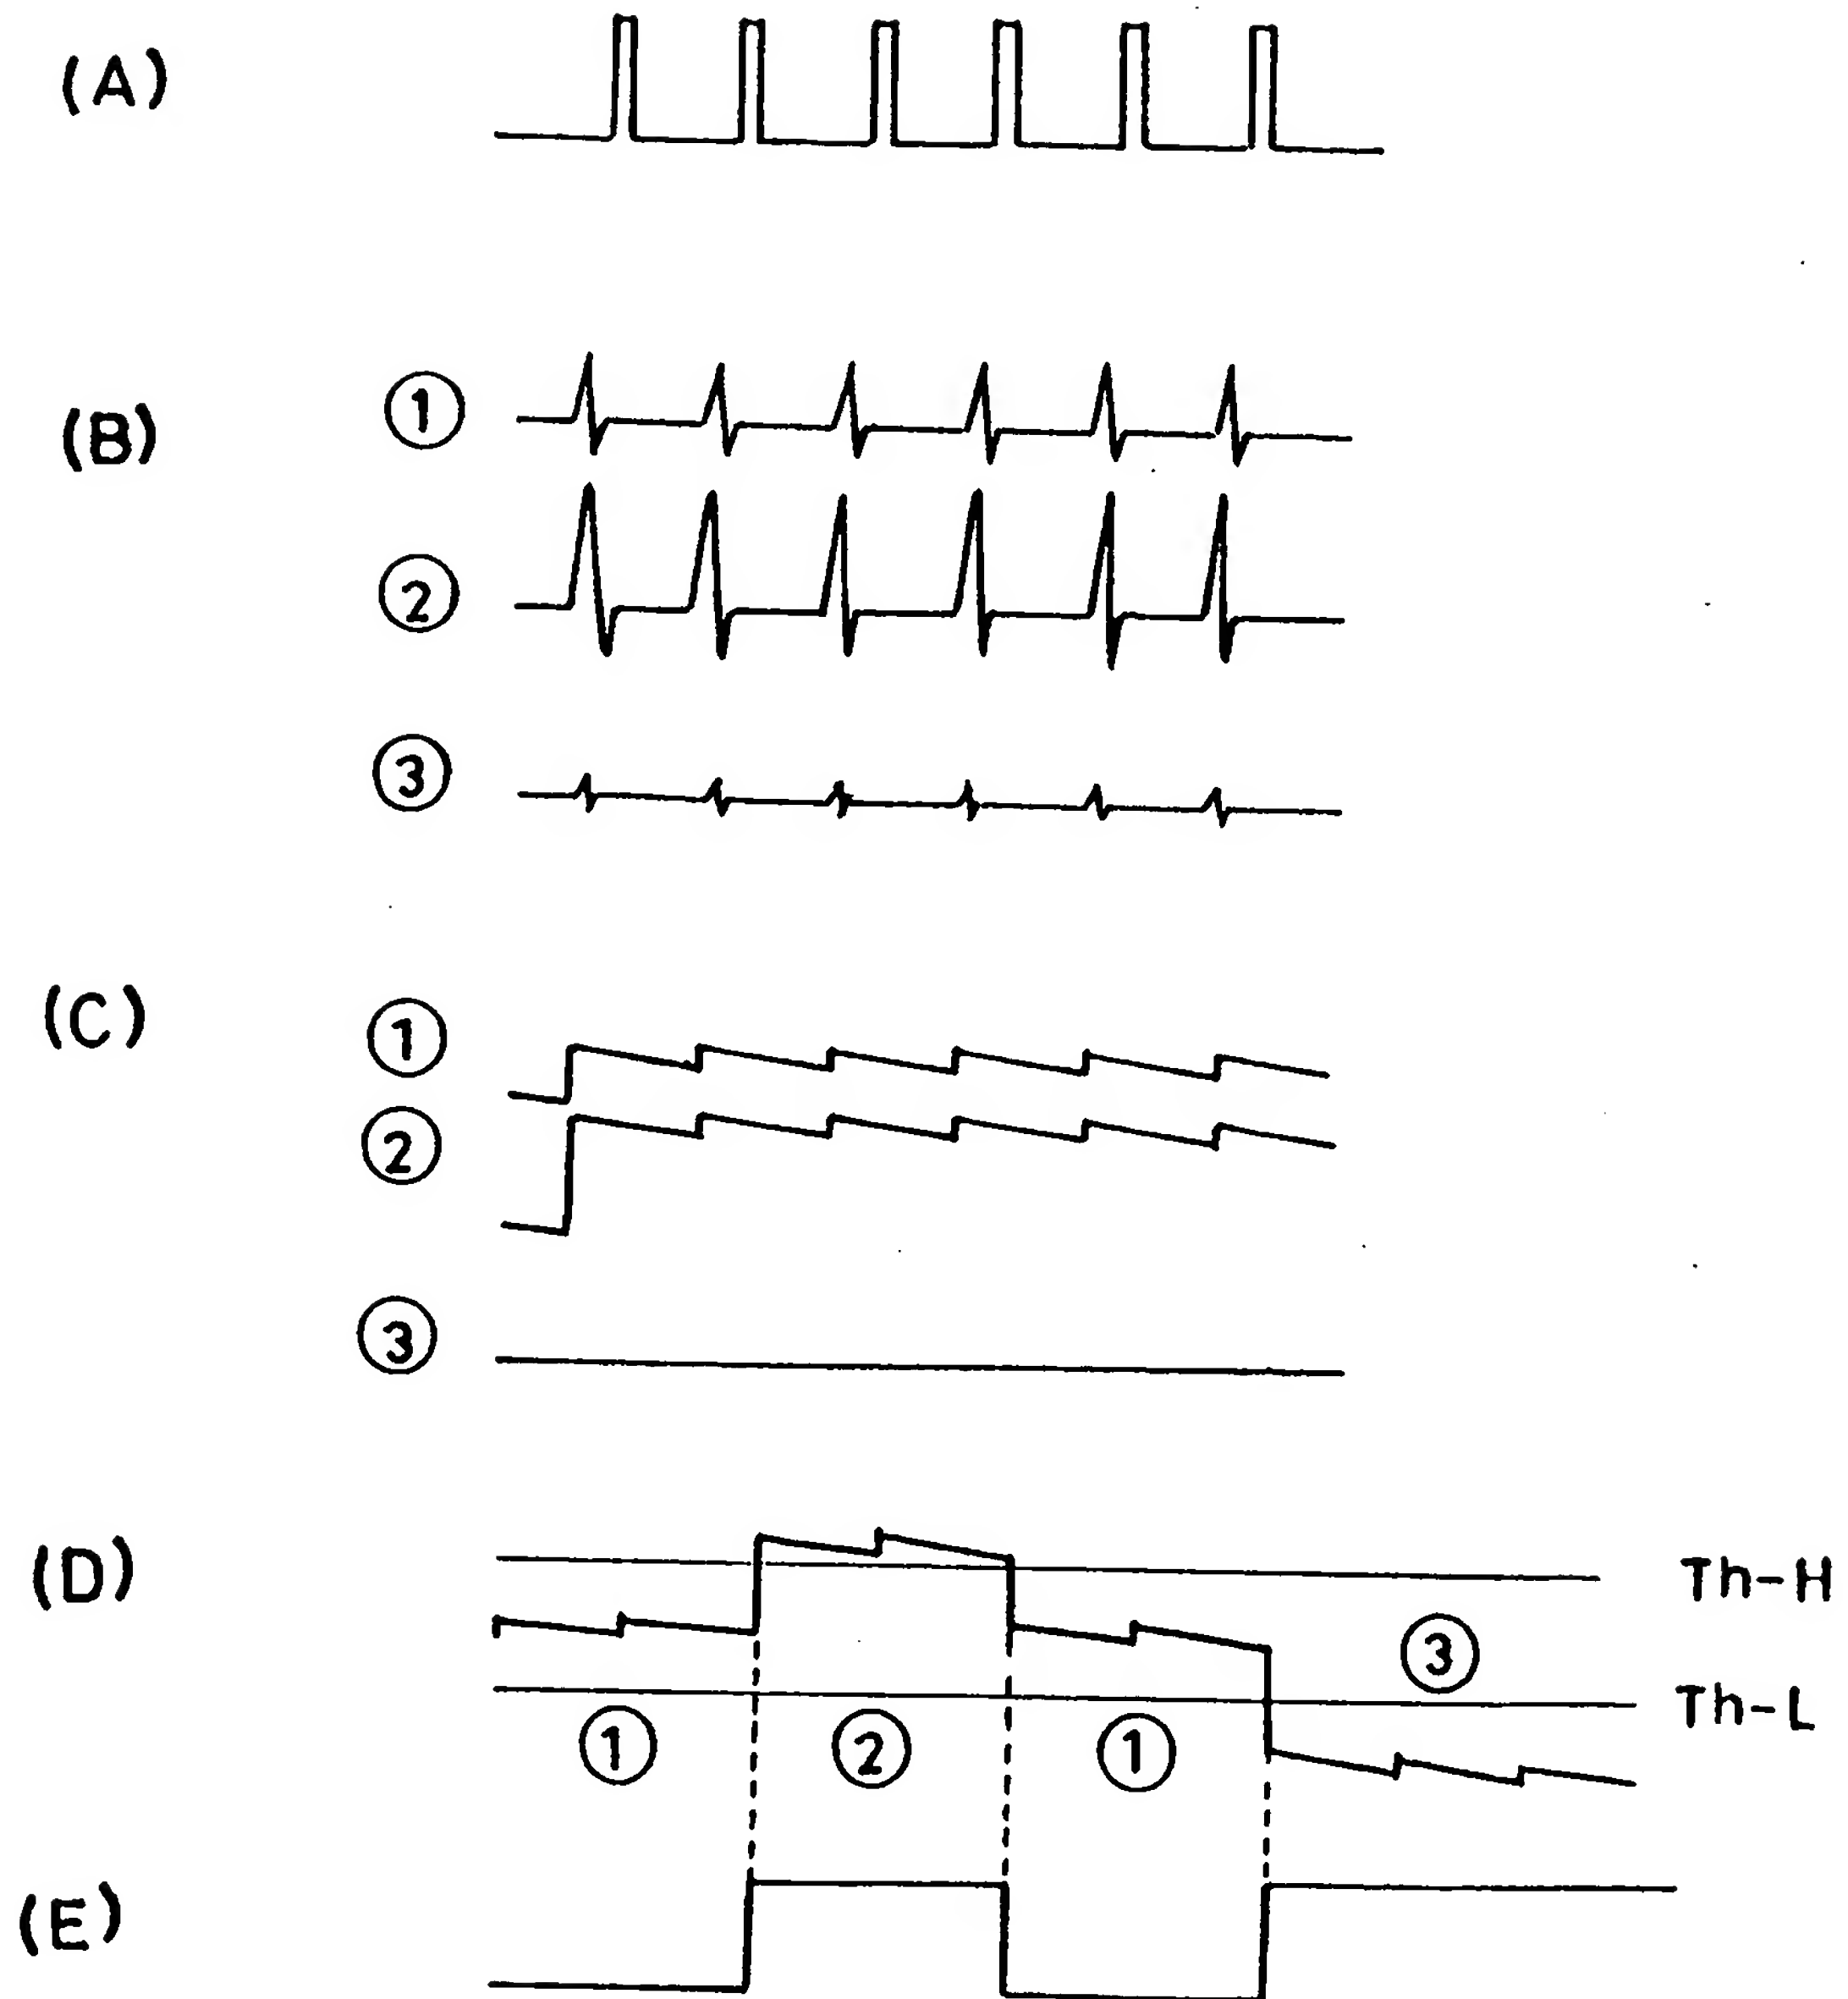 (A)
(B)
①
②
③
(C)
①
②
③
(D)
Th-H
③
Th-L
① ② ①
(E)